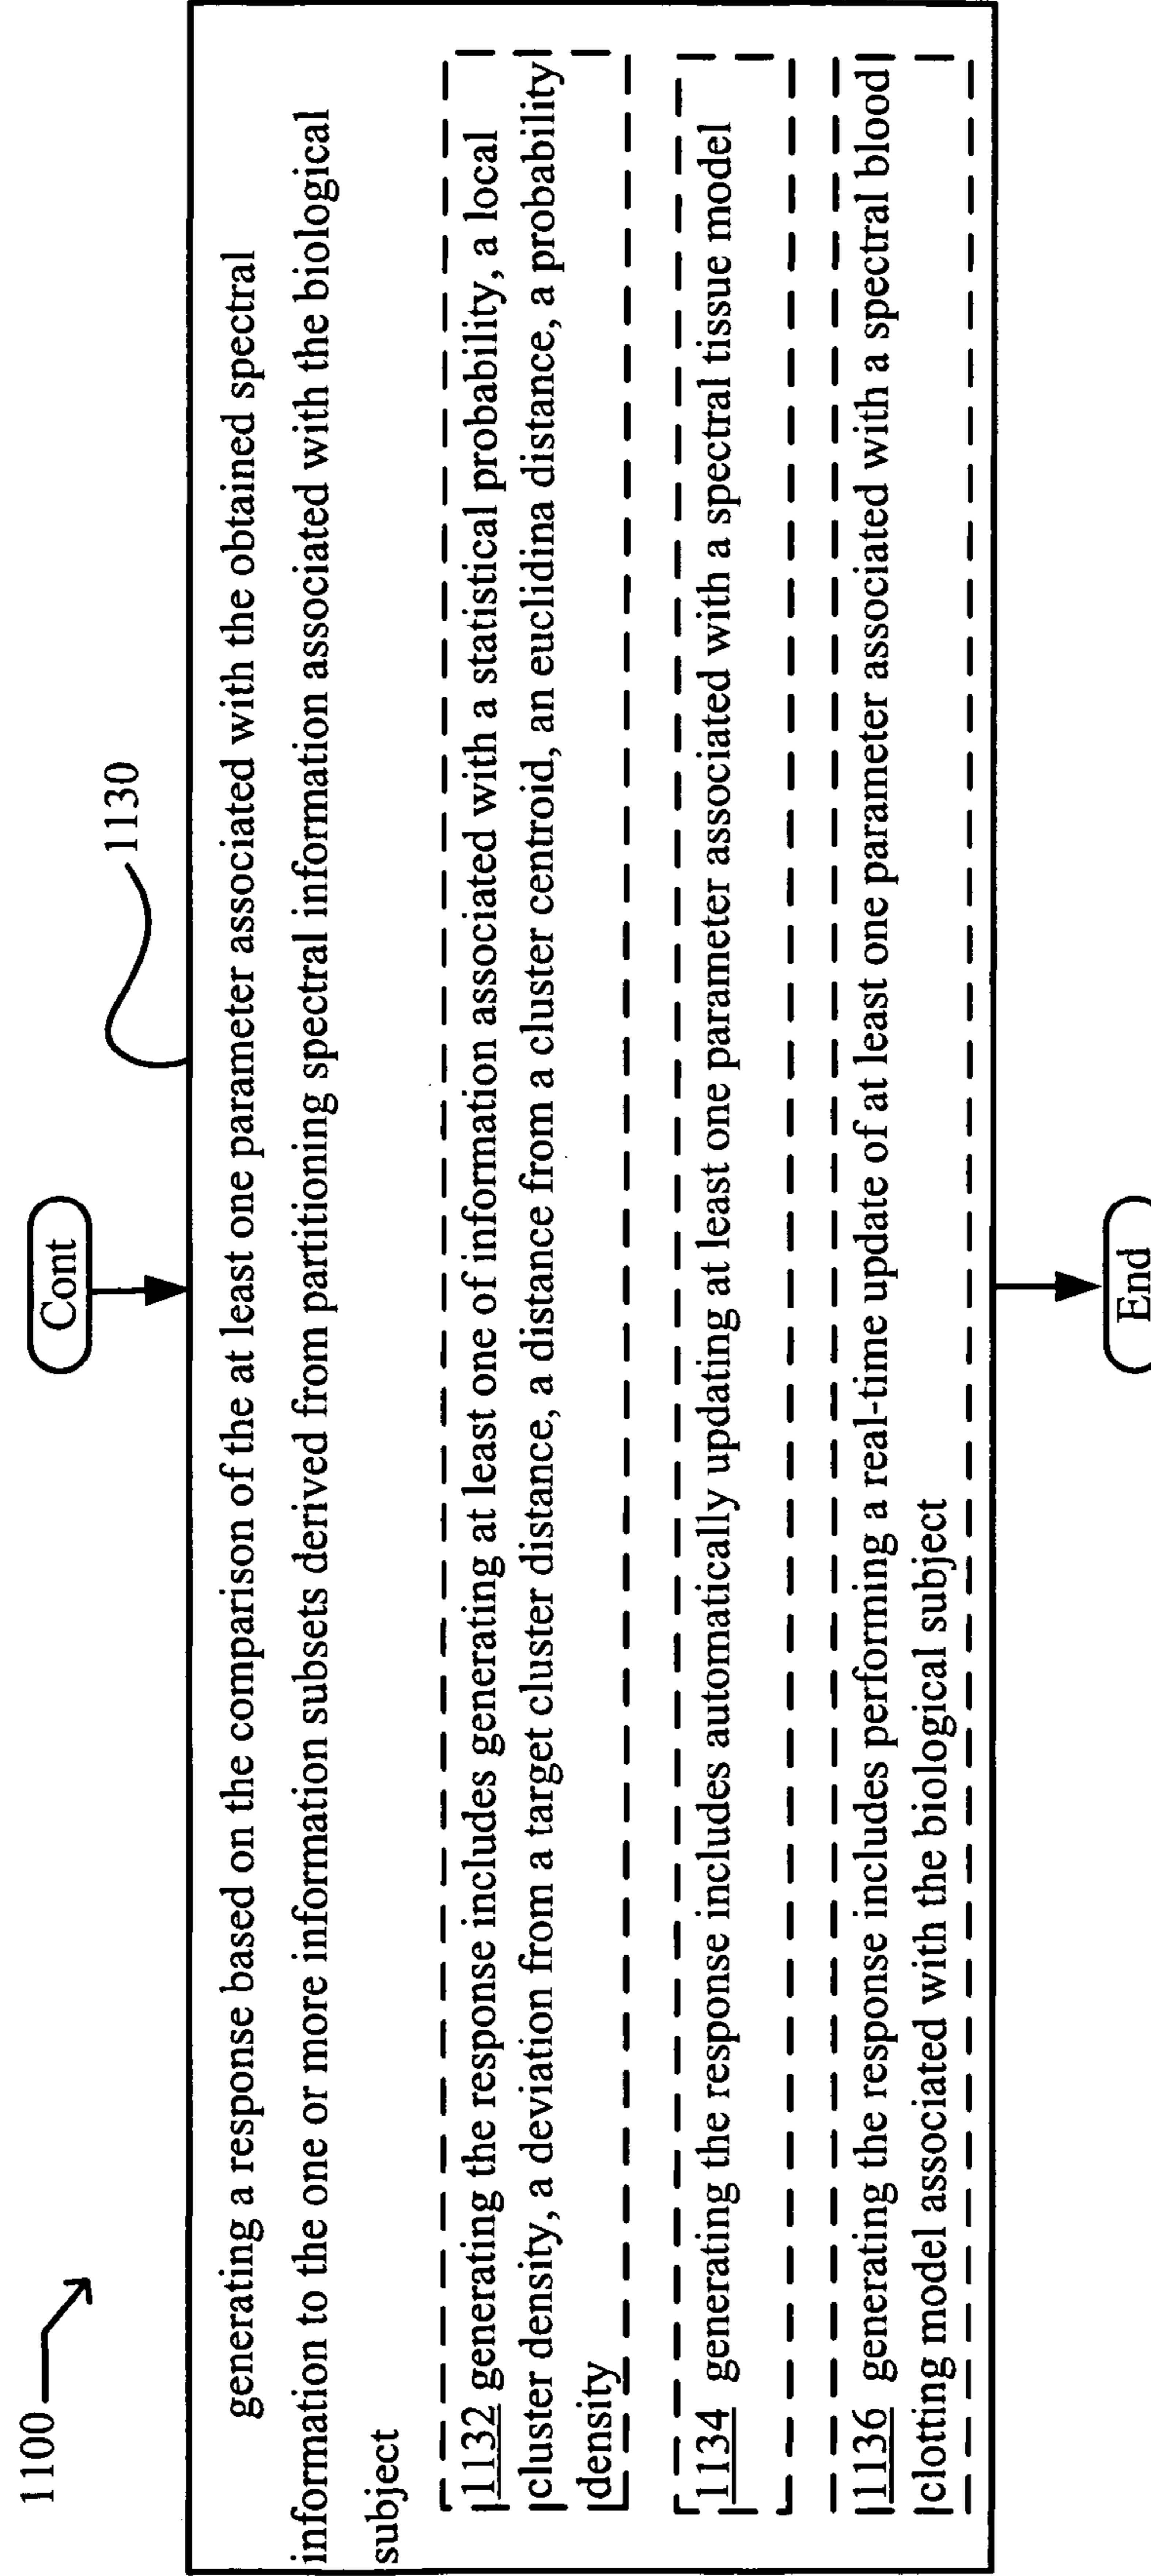 1100
Cont
1130
generating a response based on the comparison of the at least one parameter associated with the obtained spectral
information to the one or more information subsets derived from partitioning spectral information associated with the biological
subject
1132 generating the response includes generating at least one of information associated with a statistical probability, a local
cluster density, a deviation from a target cluster distance, a distance from a cluster centroid, an euclidina distance, a probability
density
1134 generating the response includes automatically updating at least one parameter associated with a spectral tissue model
1136 generating the response includes performing a real-time update of at least one parameter associated with a spectral blood
clotting model associated with the biological subject
End